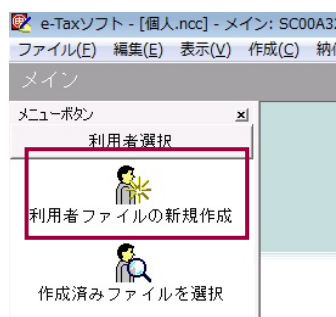 e-Taxソフト - [個人.ncc] - メイン: SC00A32
ファイル(F) 編集(E) 表示(V) 作成(C) 納
メイン
メニューボタン
利用者選択
利用者ファイルの新規作成
作成済みファイルを選択